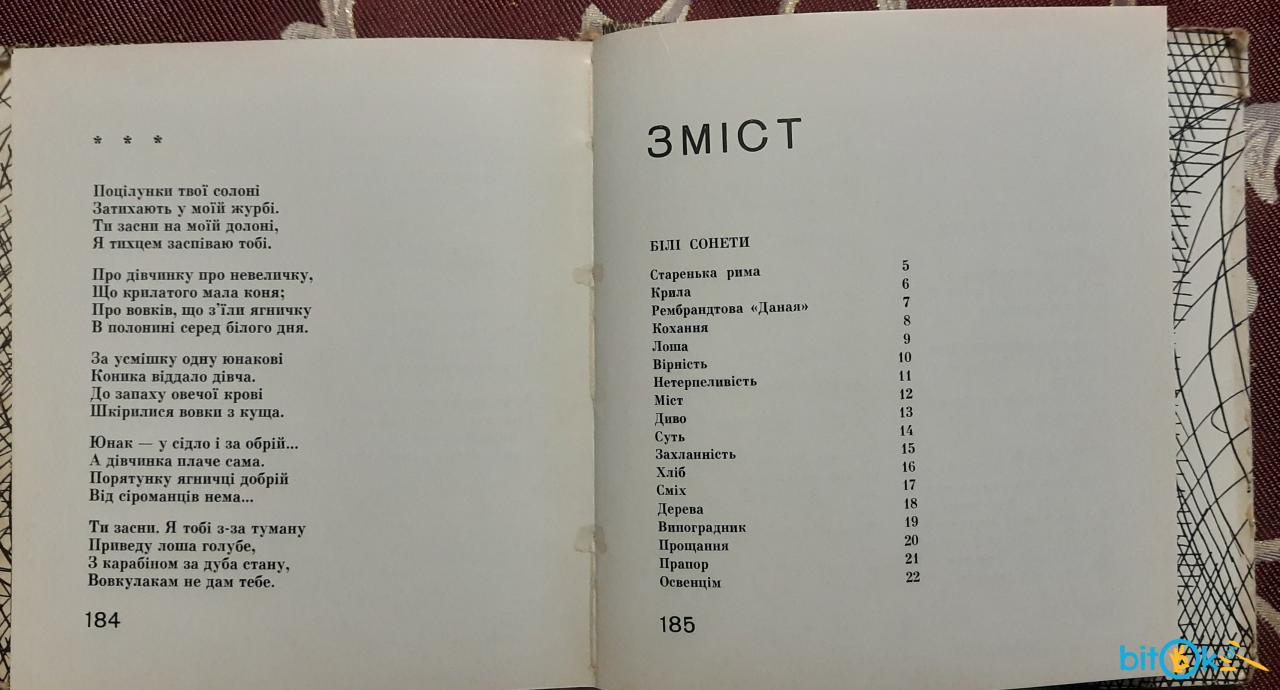 * * *
Поцілунки твої солоні
Затихають у моїй журбі.
Ти засни на моїй долоні,
Я тихцем заспіваю тобі.
Про дівчинку про невеличку,
Що крилатого мала коня;
Про вовків, що з’їли ягничку
В полонині серед білого дня.
За усмішку одну юнакові
Коника віддало дівча.
До запаху овечої крові
Шкірилися вовки з куща.
Юнак — у сідло і за обрій...
А дівчинка плаче сама.
Порятунку ягничці добрій
Від сіроманців нема...
Ти засни. Я тобі з-за туману
Приведу лоша голубе,
З карабіном за дуба стану,
Вовкулакам не дам тебе.
184
ЗМІСТ
БІЛІ СОНЕТИ
Старенька рима 5
Крила 6
Рембрандтова «Даная» 7
Кохання 8
Лоша 9
Вірність 10
Нетерпеливість 11
Міст 12
Диво 13
Суть 14
Захланність 15
Хліб 16
Сміх 17
Дерева 18
Виноградник 19
Прощання 20
Прапор 21
Освенцім 22
185
bitOk